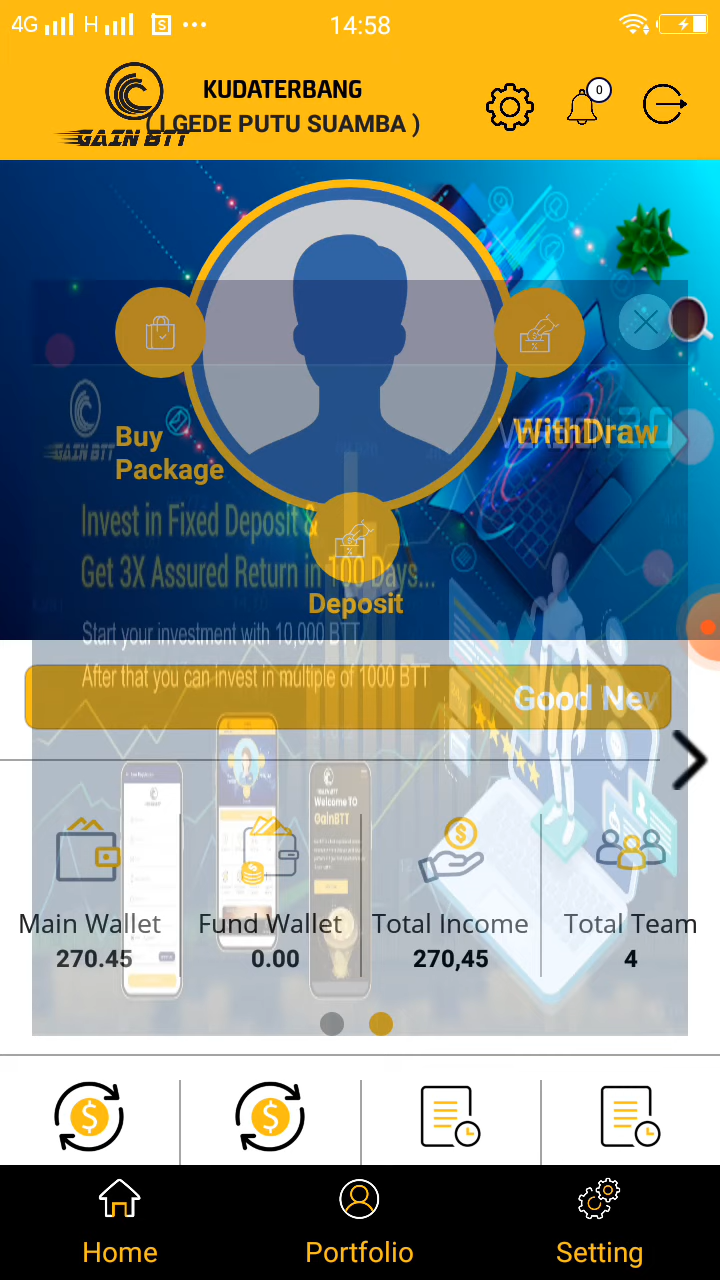 4G H 14:58
KUDATERBANG
0
( I GEDE PUTU SUAMBA )
GAIN BTT
GAIN BTT
Buy
Package
WithDraw
Invest in Fixed Deposit &
Get 3X Assured Return in 100 Days...
Deposit
Start your investment with 10,000 BTT
After that you can invest in multiple of 1000 BTT
Good New
Welcome TO
GainBTT
Main Wallet
270.45
Fund Wallet
0.00
Total Income
270,45
Total Team
4
Home
Portfolio
Setting